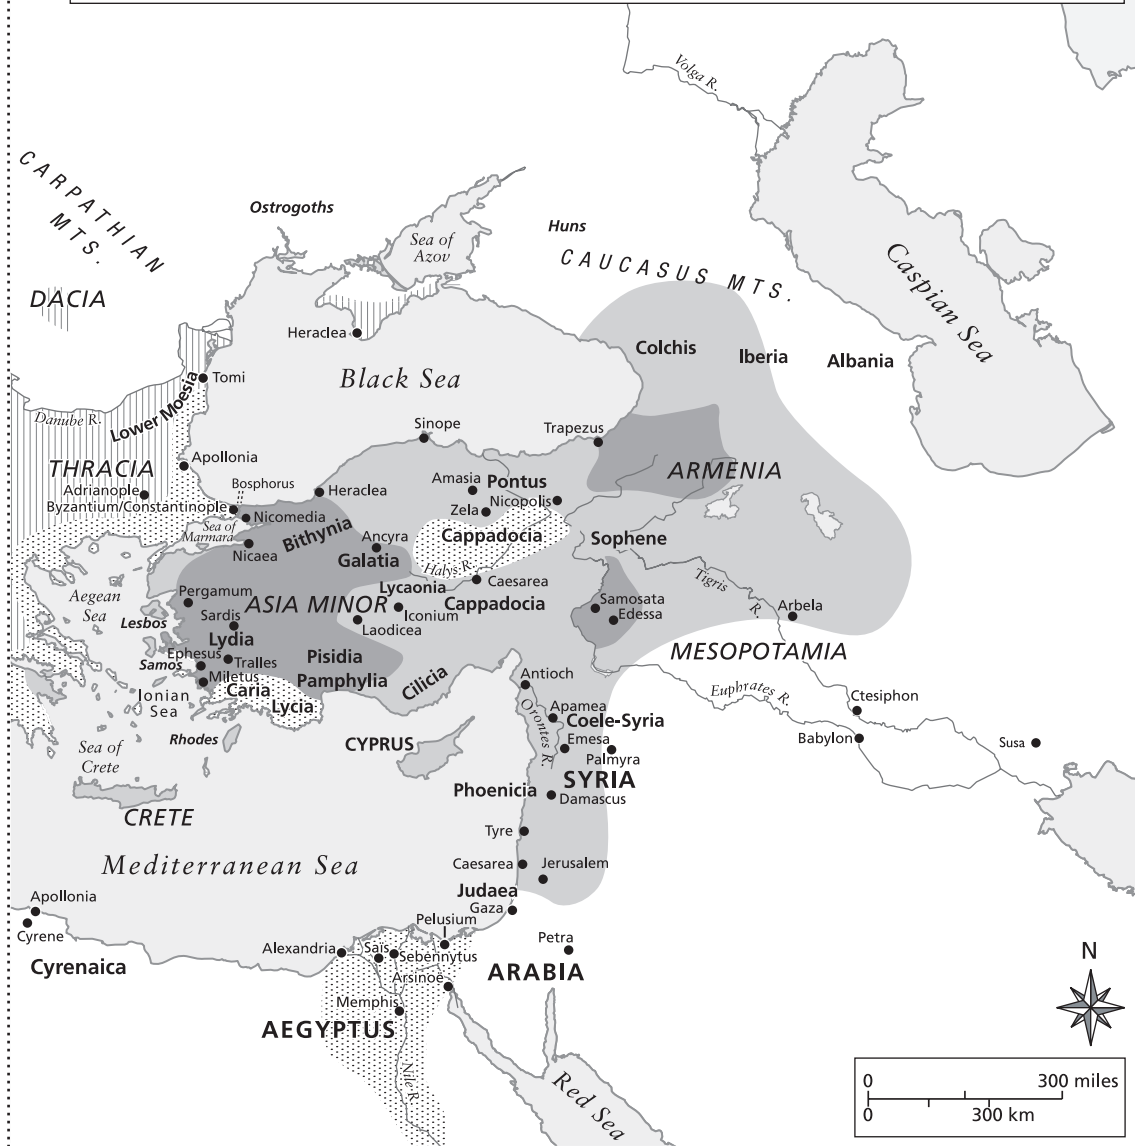 Volga R.
CARPATHIAN
MTS.
Ostrogoths
Sea of
Azov
Huns
CAUCASUS MTS.
Caspian Sea
DACIA
Heraclea
Colchis
Iberia
Albania
Black Sea
Tomi
Lower Moesia
Danube R.
Sinope
Trapezus
THRACIA
Apollonia
ARMENIA
Adrianople
Bosphorus
Heraclea
Amasia
Pontus
Nicopolis
Byzantium/Constantinople
Zela
Nicomedia
Sea of
Marmara
Bithynia
Ancyra
Cappadocia
Sophene
Nicaea
Galatia
Halys R.
Caesarea
Tigris R.
Aegean
Sea
Pergamum
ASIA MINOR
Lycaonia
Cappadocia
Samosata
Arbela
Lesbos
Sardis
Iconium
Edessa
Lydia
Laodicea
Ephesus
Samos
Tralles
Pisidia
MESOPOTAMIA
Miletus
Pamphylia
Cilicia
Antioch
Ionian
Sea
Caria
Lycia
Euphrates R.
Ctesiphon
Orontes R.
Apamea
Coele-Syria
Rhodes
CYPRUS
Emesa
Babylon
Susa
Sea of
Crete
Palmyra
SYRIA
Phoenicia
Damascus
CRETE
Tyre
Mediterranean Sea
Caesarea
Jerusalem
Judaea
Apollonia
Gaza
Pelusium
Cyrene
Alexandria
Saïs
Sebennytus
Petra
Cyrenaica
Arsinoë
ARABIA
N
Memphis
AEGYPTUS
Nile R.
Red Sea
0 300 miles
0 300 km